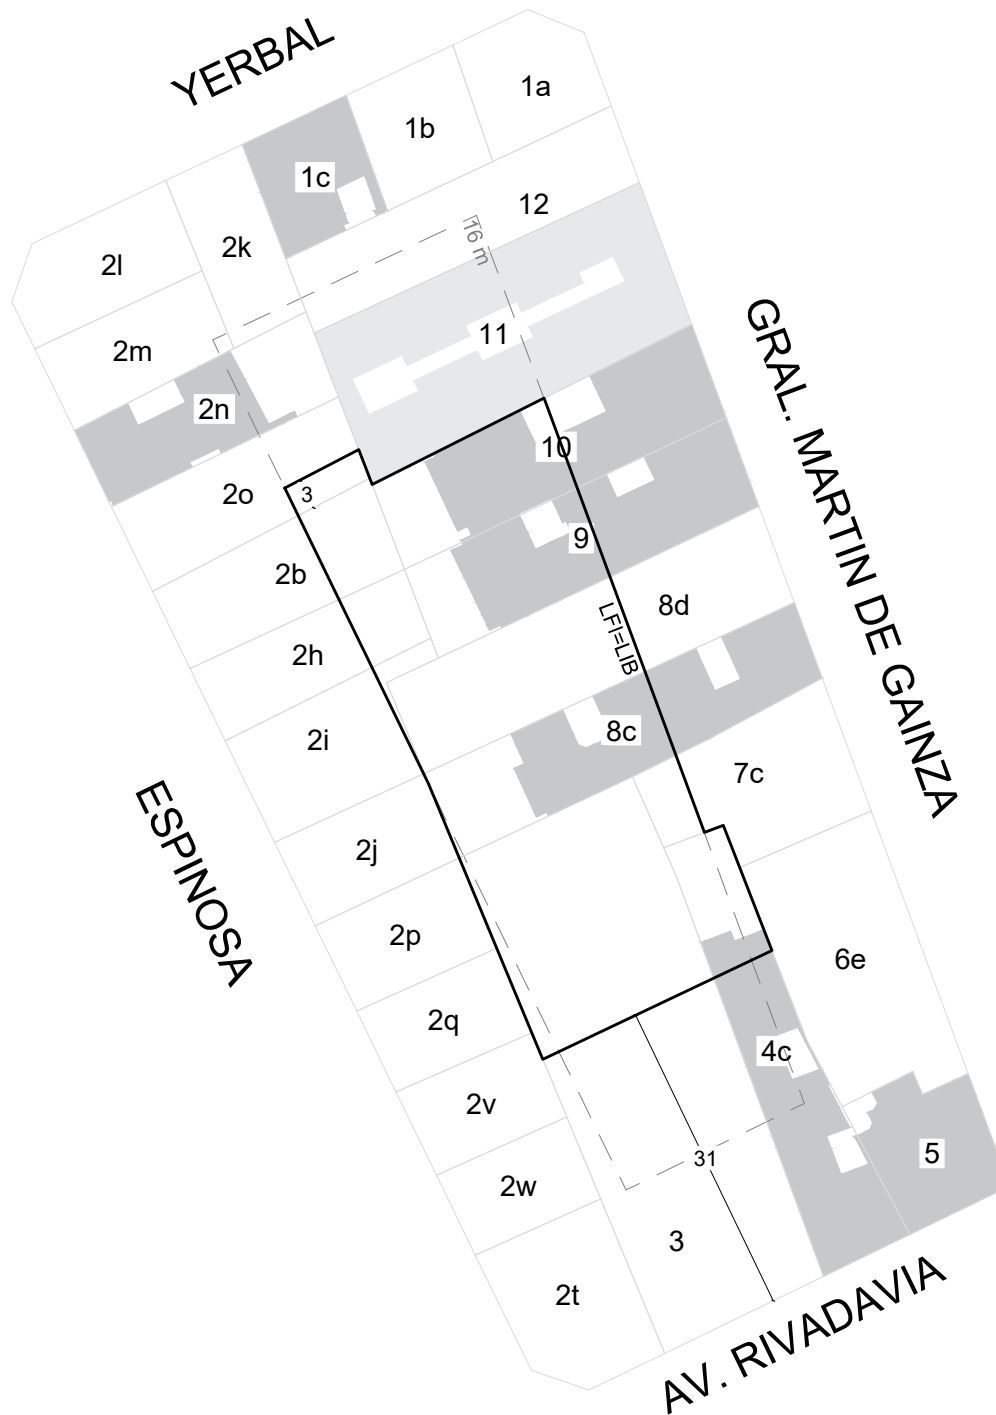 YERBAL
1a
1b
1c
12
2k
2l
16 m
11
2m
2n
10
2o
3
9
2b
8d
LFI=LIB
2h
8c
2i
7c
GRAL. MARTIN DE GAINZA
ESPINOSA
2j
2p
6e
2q
4c
2v
5
31
2w
3
2t
AV. RIVADAVIA